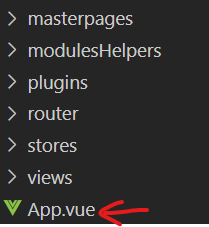 masterpages
modulesHelpers
plugins
router
stores
views
App.vue